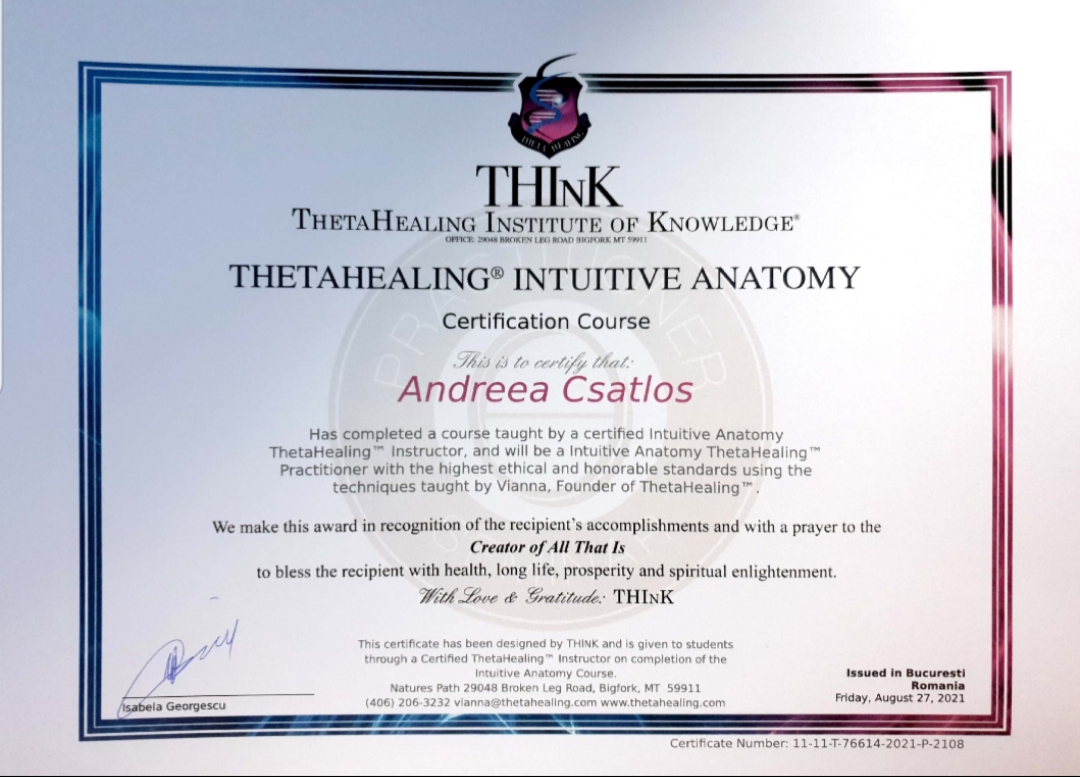 THETA HEALING
THInK
THETAHEALING INSTITUTE OF KNOWLEDGE®
OFFICE: 29048 BROKEN LEG ROAD BIGFORK MT 59911
THETAHEALING® INTUITIVE ANATOMY
Certification Course
This is to certify that:
Andreea Csatlos
Has completed a course taught by a certified Intuitive Anatomy
ThetaHealing™ Instructor, and will be a Intuitive Anatomy ThetaHealing™
Practitioner with the highest ethical and honorable standards using the
techniques taught by Vianna, Founder of ThetaHealing™.
We make this award in recognition of the recipient's accomplishments and with a prayer to the
Creator of All That Is
to bless the recipient with health, long life, prosperity and spiritual enlightenment.
With Love & Gratitude: THInK
This certificate has been designed by THINK and is given to students
through a Certified ThetaHealing™ Instructor on completion of the
Intuitive Anatomy Course.
Natures Path 29048 Broken Leg Road, Bigfork, MT 59911
(406) 206-3232 vianna@thetahealing.com www.thetahealing.com
Isabela Georgescu
Issued in Bucuresti
Romania
Friday, August 27, 2021
Certificate Number: 11-11-T-76614-2021-P-2108
PRACTITIONER